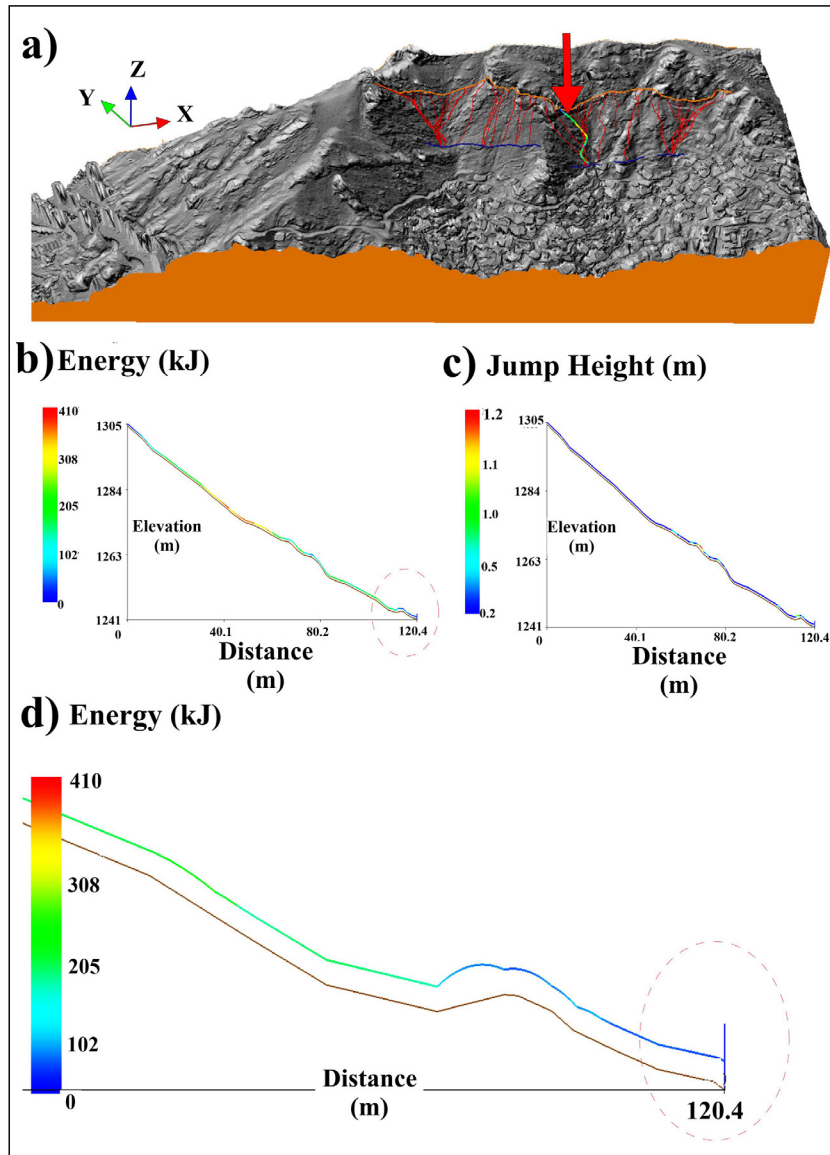 a)
Z
Y
X
b) Energy (kJ)
c) Jump Height (m)
410
308
205
102
0
1305
1284
1263
1241
Elevation
(m)
0
40.1
80.2
120.4
Distance
(m)
1.2
1.1
1.0
0.5
0.2
1305
1284
1263
1241
Elevation
(m)
0
40.1
80.2
120.4
Distance
(m)
d) Energy (kJ)
410
308
205
102
0
Distance
(m)
120.4